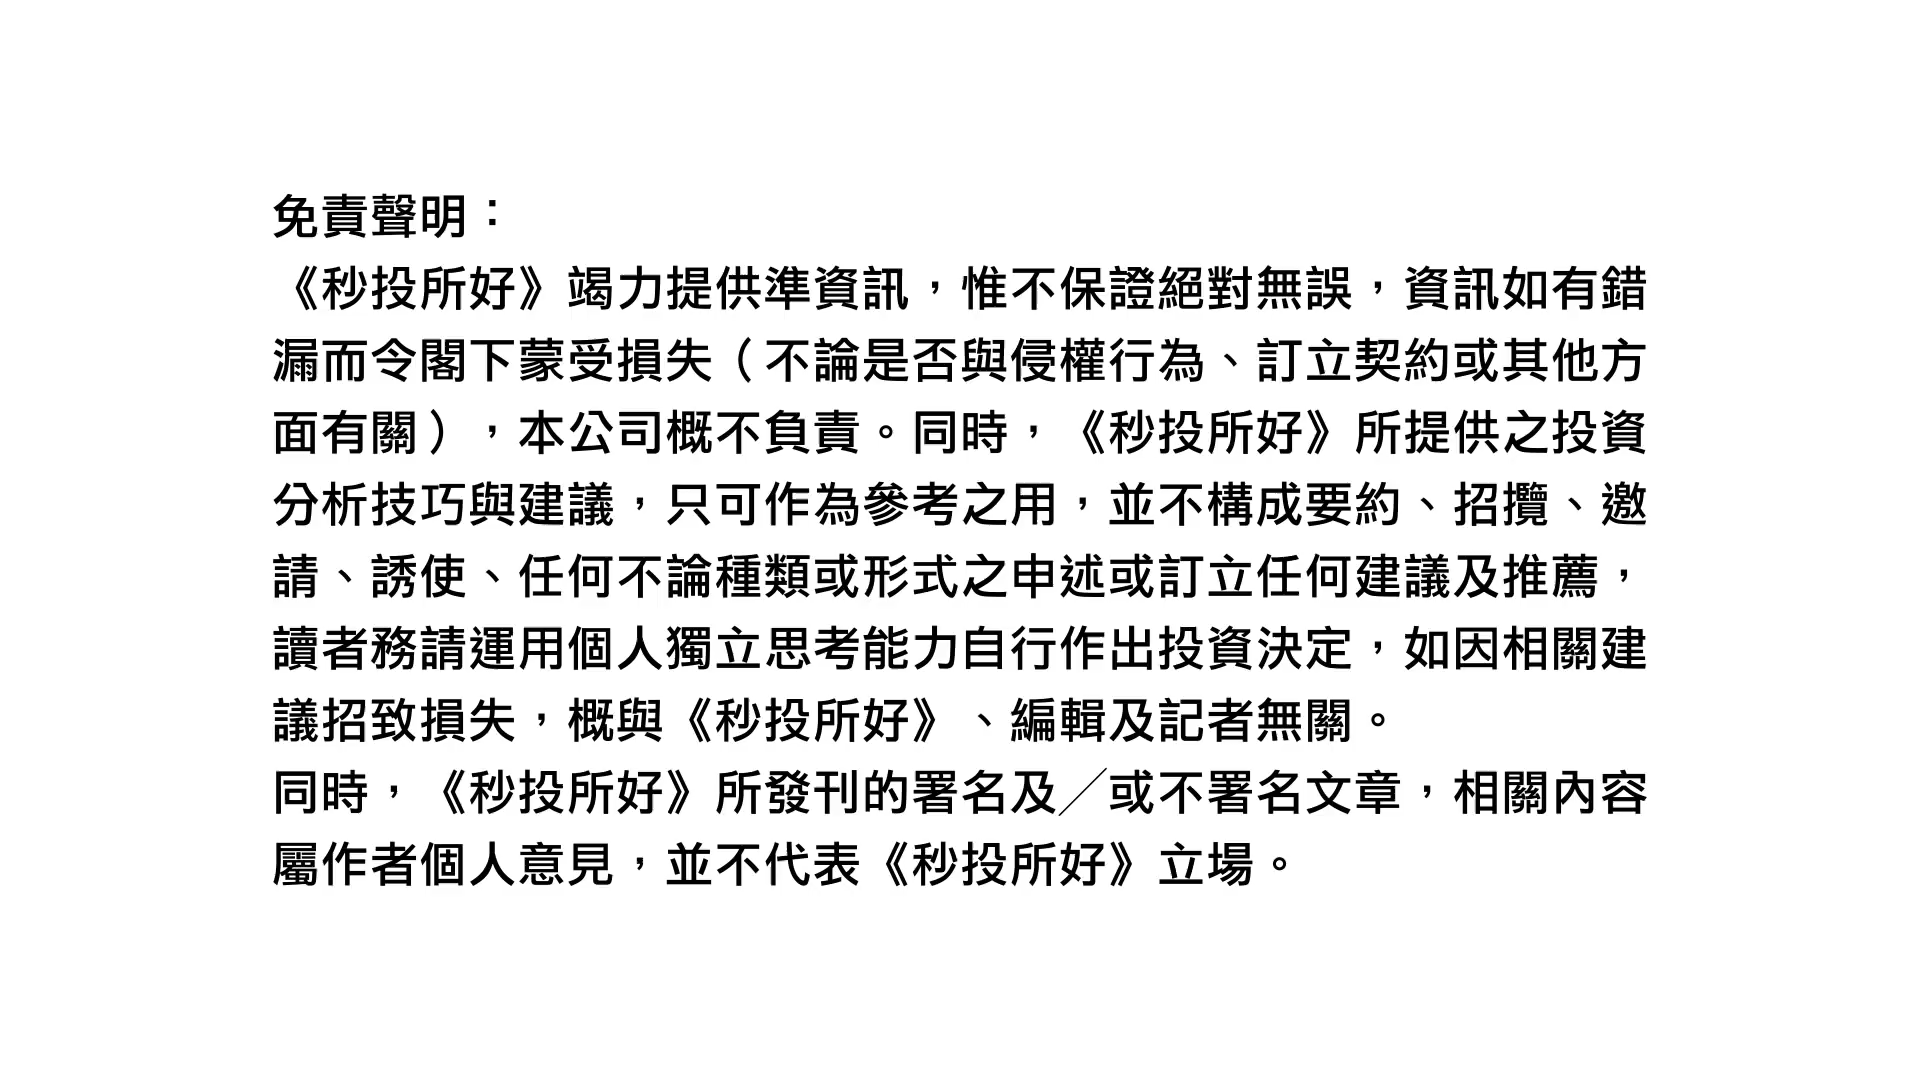 免責聲明：
《秒投所好》竭力提供準資訊，惟不保證絕對無誤，資訊如有錯
漏而令閣下蒙受損失（不論是否與侵權行為、訂立契約或其他方
面有關），本公司概不負責。同時，《秒投所好》所提供之投資
分析技巧與建議，只可作為參考之用，並不構成要約、招攬、邀
請、誘使、任何不論種類或形式之申述或訂立任何建議及推薦，
讀者務請運用個人獨立思考能力自行作出投資決定，如因相關建
議招致損失，概與《秒投所好》、編輯及記者無關。
同時，《秒投所好》所發刊的署名及╱或不署名文章，相關內容
屬作者個人意見，並不代表《秒投所好》立場。